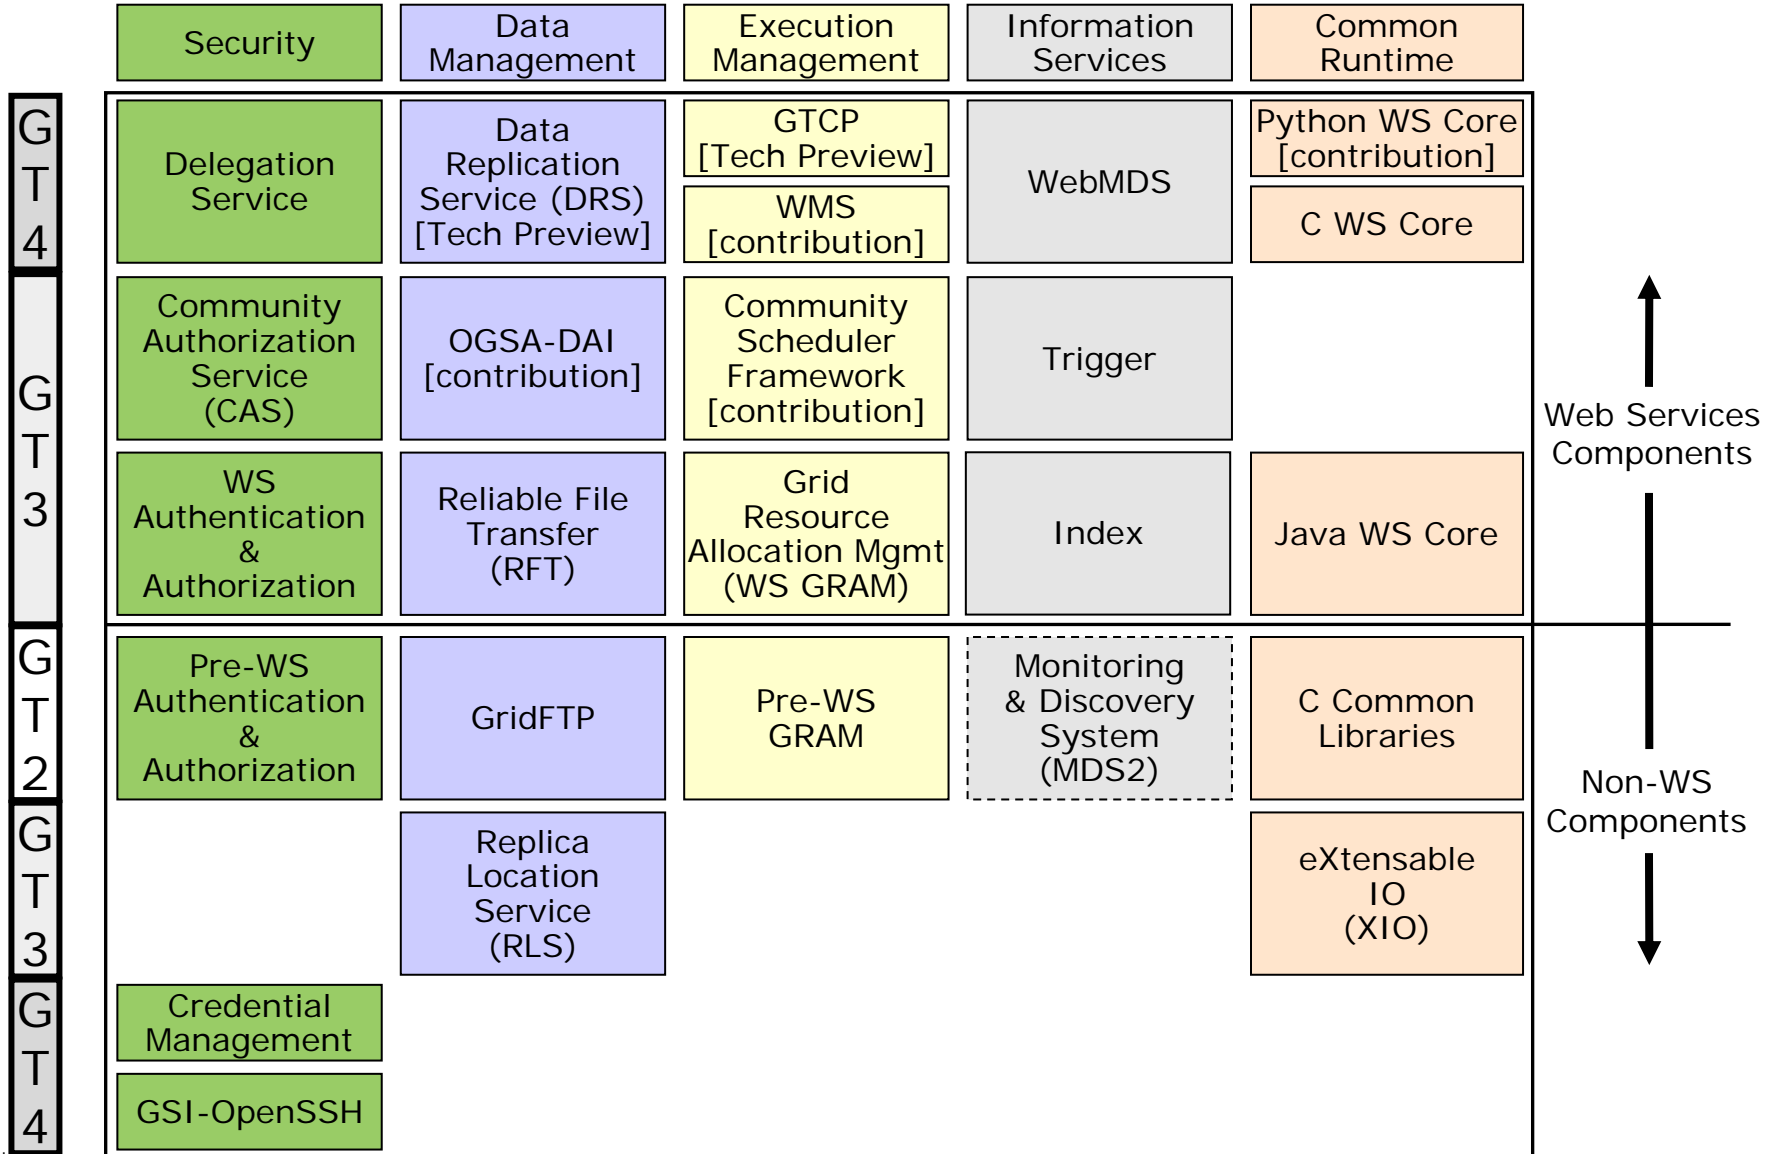 Security
Data
Management
Execution
Management
Information
Services
Common
Runtime
G
T
4
Delegation
Service
Data
Replication
Service (DRS)
[Tech Preview]
GTCP
[Tech Preview]
WMS
[contribution]
WebMDS
Python WS Core
[contribution]
C WS Core
G
T
3
Community
Authorization
Service
(CAS)
OGSA-DAI
[contribution]
Community
Scheduler
Framework
[contribution]
Trigger
WS
Authentication
&
Authorization
Reliable File
Transfer
(RFT)
Grid
Resource
Allocation Mgmt
(WS GRAM)
Index
Java WS Core
Web Services
Components
G
T
2
Pre-WS
Authentication
&
Authorization
GridFTP
Pre-WS
GRAM
Monitoring
& Discovery
System
(MDS2)
C Common
Libraries
Non-WS
Components
G
T
3
Replica
Location
Service
(RLS)
eXtensable
IO
(XIO)
G
T
4
Credential
Management
GSI-OpenSSH